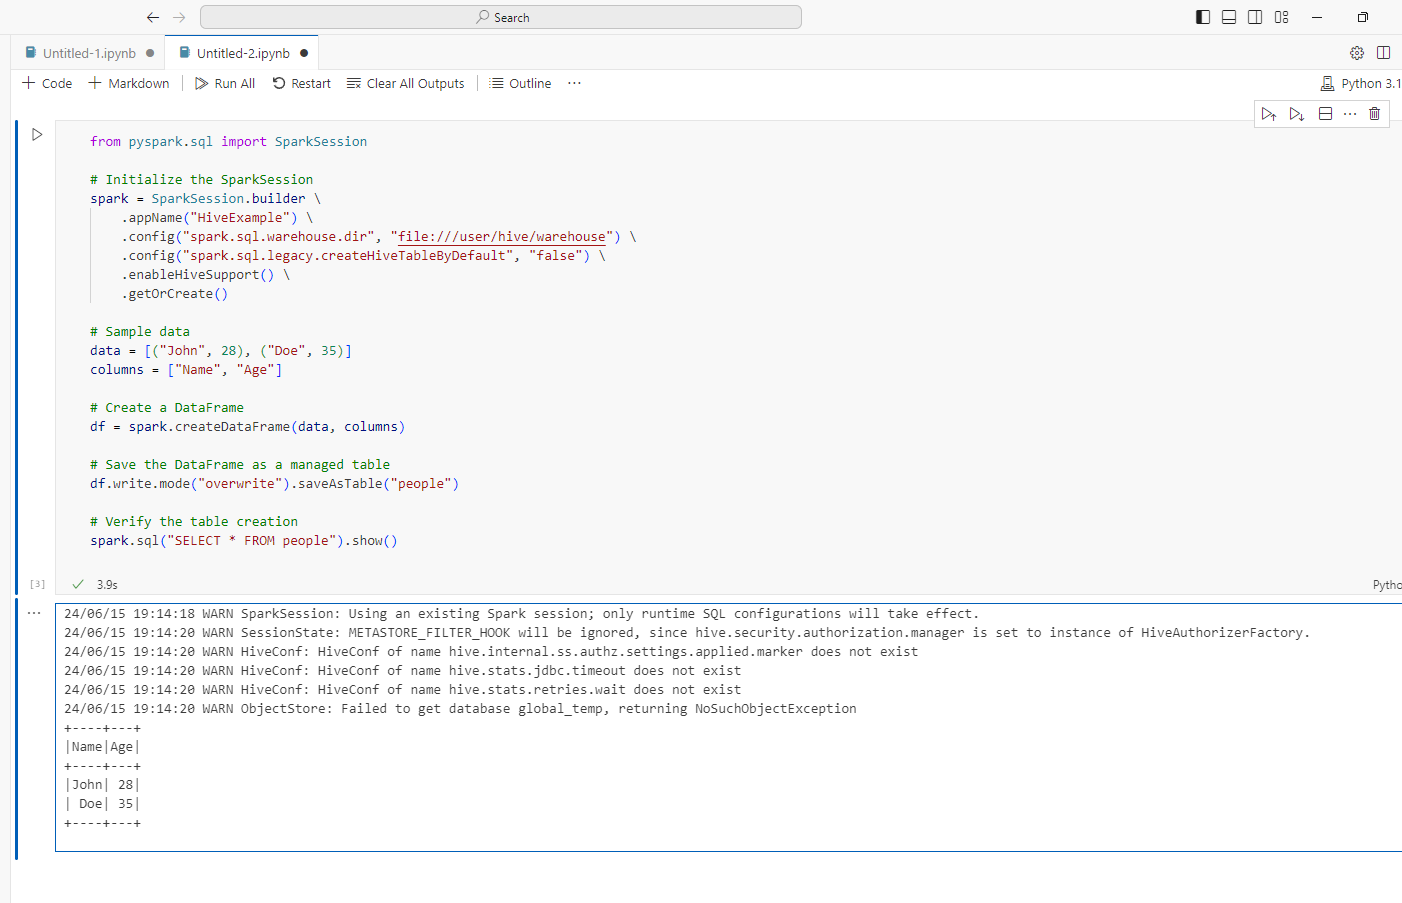 Search
Untitled-1.ipynb
Untitled-2.ipynb
Code
Markdown
Run All
Restart
Clear All Outputs
Outline
...
Python 3.1
from pyspark.sql import SparkSession
# Initialize the SparkSession
spark = SparkSession.builder \
.appName("HiveExample") \
.config("spark.sql.warehouse.dir", "file:///user/hive/warehouse") \
.config("spark.sql.legacy.createHiveTableByDefault", "false") \
.enableHiveSupport() \
.getOrCreate()
# Sample data
data = [("John", 28), ("Doe", 35)]
columns = ["Name", "Age"]
# Create a DataFrame
df = spark.createDataFrame(data, columns)
# Save the DataFrame as a managed table
df.write.mode("overwrite").saveAsTable("people")
# Verify the table creation
spark.sql("SELECT * FROM people").show()
[3]
3.9s
Pytho
24/06/15 19:14:18 WARN SparkSession: Using an existing Spark session; only runtime SQL configurations will take effect.
24/06/15 19:14:20 WARN SessionState: METASTORE_FILTER_HOOK will be ignored, since hive.security.authorization.manager is set to instance of HiveAuthorizerFactory.
24/06/15 19:14:20 WARN HiveConf: HiveConf of name hive.internal.ss.authz.settings.applied.marker does not exist
24/06/15 19:14:20 WARN HiveConf: HiveConf of name hive.stats.jdbc.timeout does not exist
24/06/15 19:14:20 WARN HiveConf: HiveConf of name hive.stats.retries.wait does not exist
24/06/15 19:14:20 WARN ObjectStore: Failed to get database global_temp, returning NoSuchObjectException
+----+---+
|Name|Age|
+----+---+
|John| 28|
| Doe| 35|
+----+---+